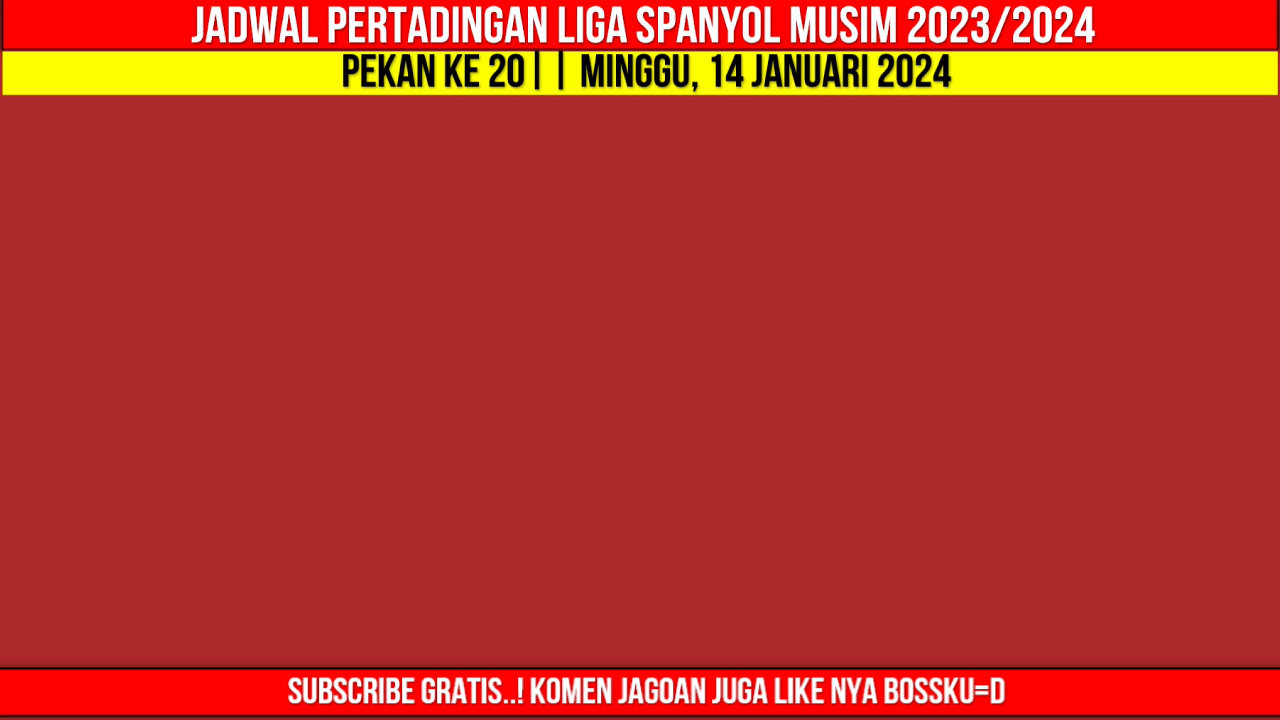 JADWAL PERTADINGAN LIGA SPANYOL MUSIM 2023/2024
PEKAN KE 20|| MINGGU, 14 JANUARI 2024
SUBSCRIBE GRATIS..! KOMEN JAGOAN JUGA LIKE NYA BOSSKU=D